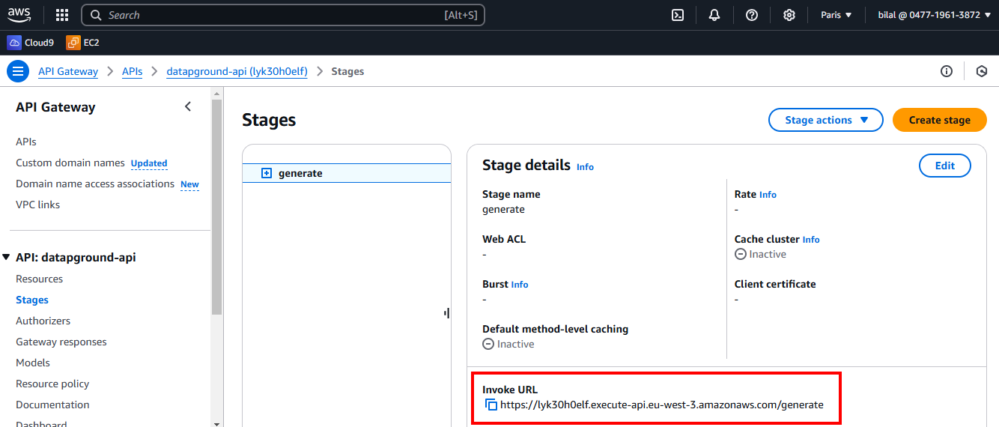 aws
Search [Alt+S]
Paris ▼
bilal @ 0477-1961-3872 ▼
Cloud9
EC2
API Gateway > APIs > datapground-api (lyk30h0elf) > Stages
API Gateway
APIs
Custom domain names Updated
Domain name access associations New
VPC links
API: datapground-api
Resources
Stages
Authorizers
Gateway responses
Models
Resource policy
Documentation
Dashboard
Stages
Stage actions ▼
Create stage
generate
Stage details Info
Edit
Stage name
generate
Rate Info
-
Web ACL
-
Cache cluster Info
Inactive
Burst Info
-
Client certificate
-
Default method-level caching
Inactive
Invoke URL
https://lyk30h0elf.execute-api.eu-west-3.amazonaws.com/generate